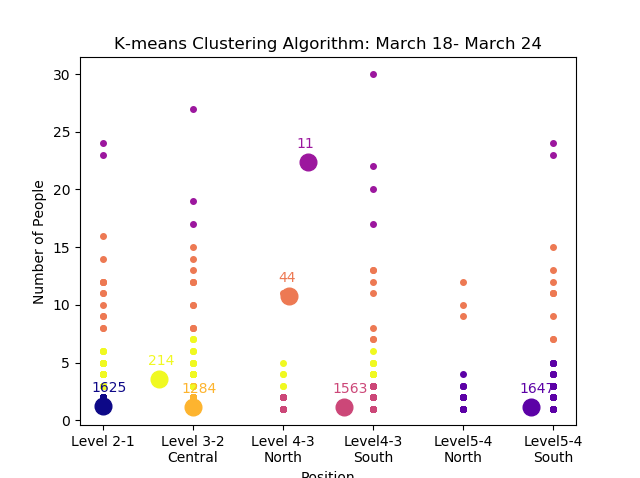 K-means Clustering Algorithm: March 18- March 24
Number of People
30
25
20
15
10
5
0
11
44
214
1625
1284
1563
1647
Level 2-1
Level 3-2
Central
Level 4-3
North
Level4-3
South
Level5-4
North
Level5-4
South
Position